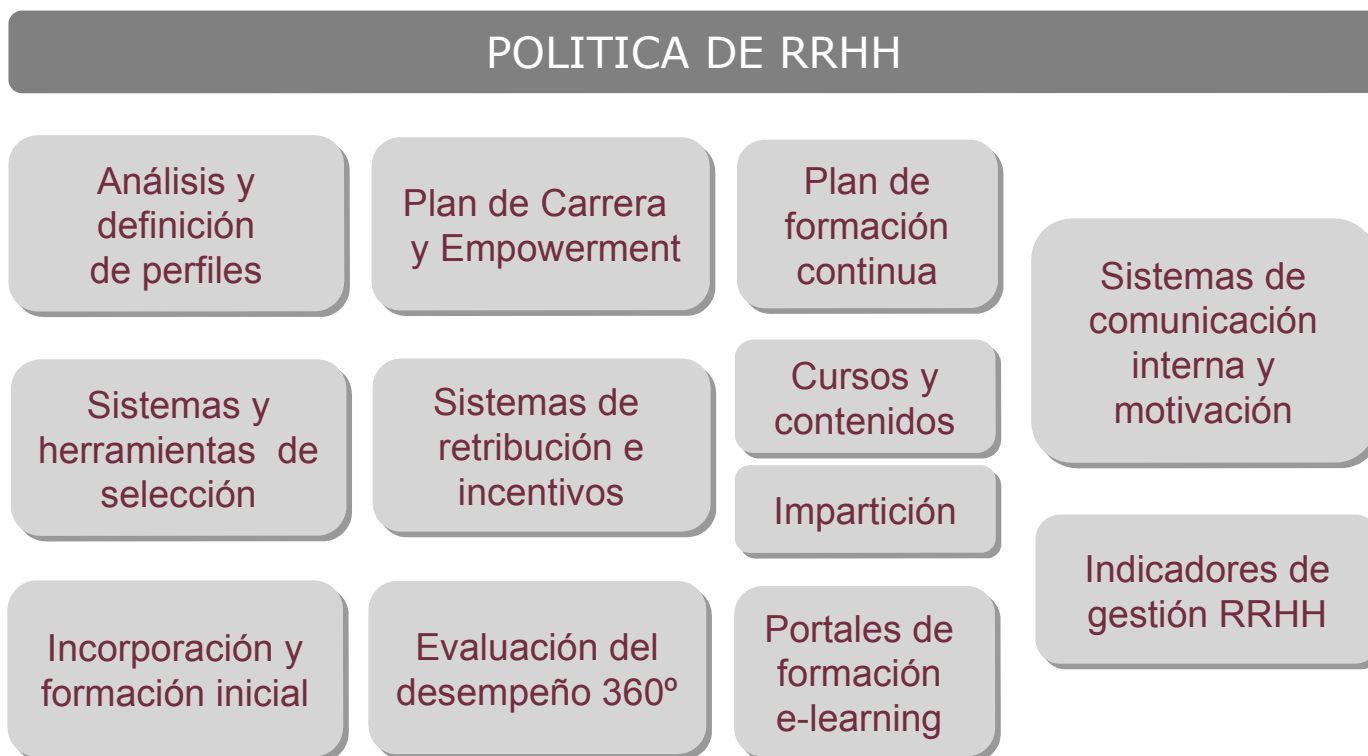 POLITICA DE RRHH
Análisis y
definición
de perfiles
Sistemas y
herramientas de
selección
Incorporación y
formación inicial
Plan de Carrera
y Empowerment
Sistemas de
retribución e
incentivos
Evaluación del
desempeño 360º
Plan de
formación
continua
Cursos y
contenidos
Impartición
Portales de
formación
e-learning
Sistemas de
comunicación
interna y
motivación
Indicadores de
gestión RRHH